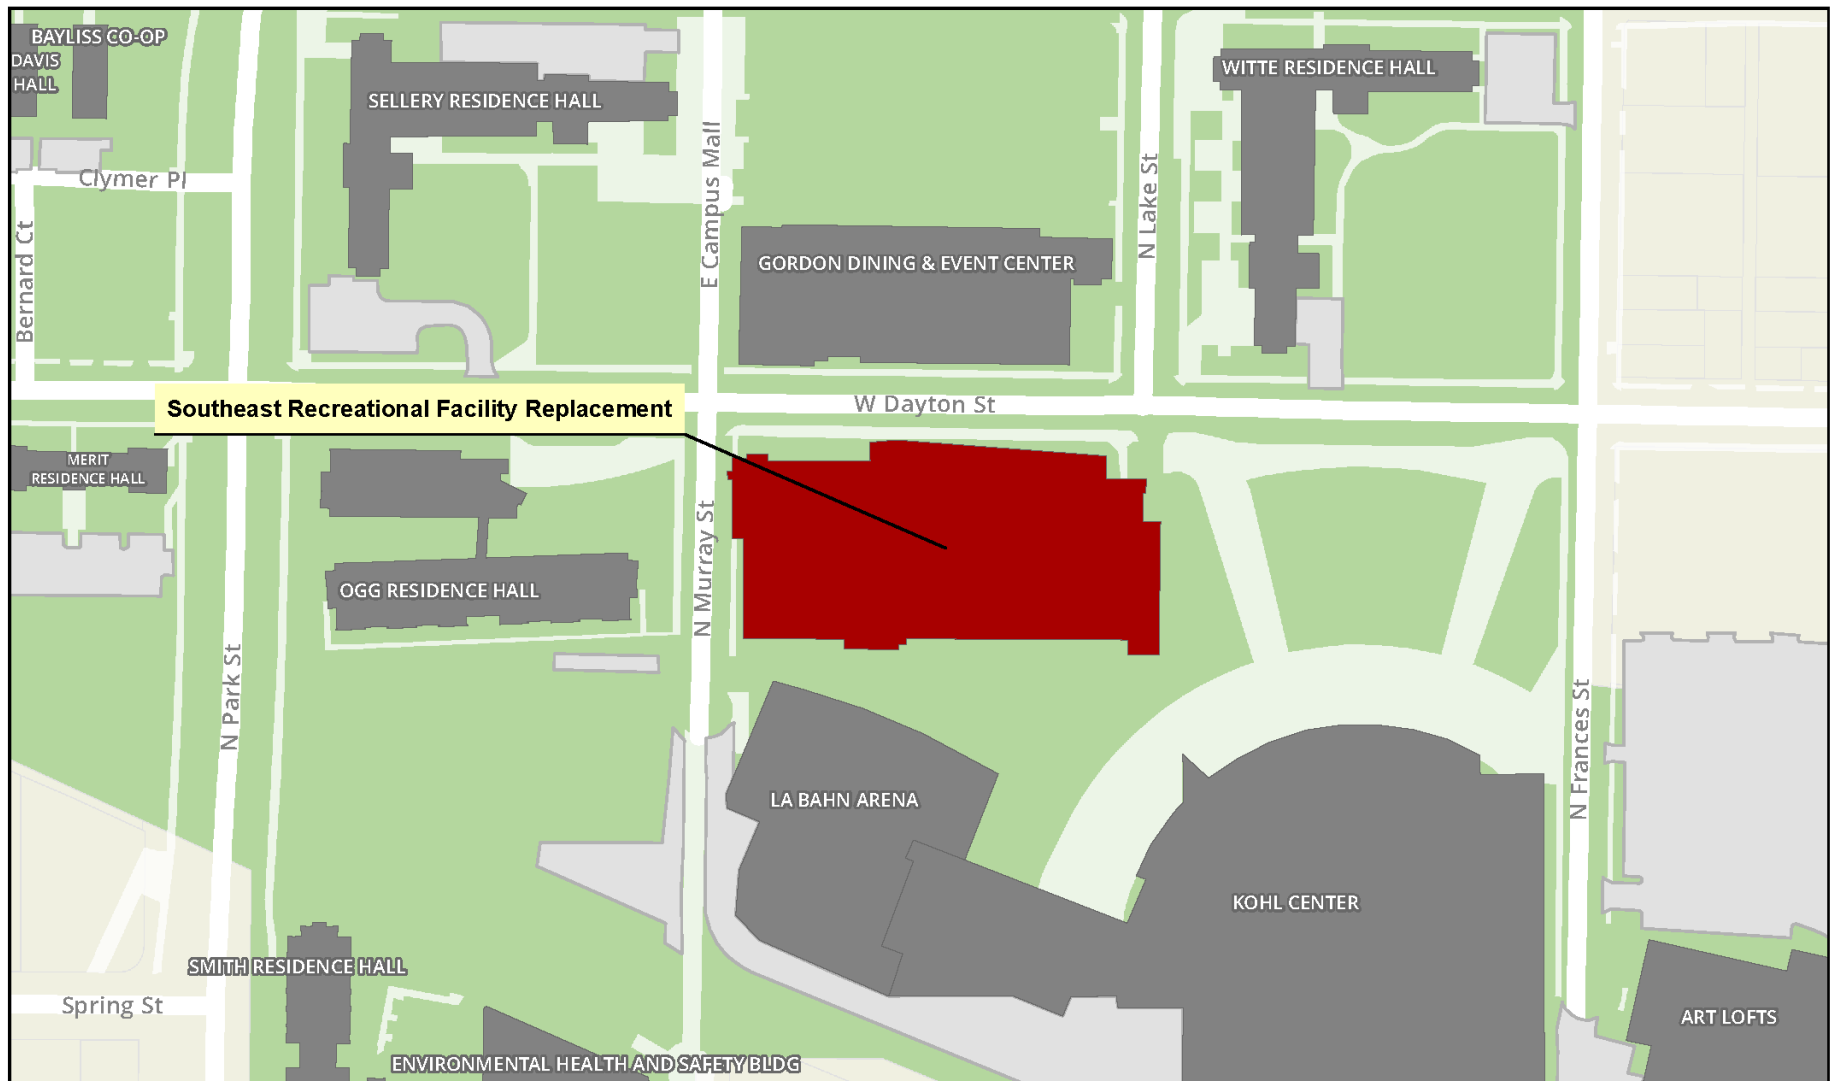 BAYLISS CO-OP
DAVIS
HALL
SELLERY RESIDENCE HALL
WITTE RESIDENCE HALL
Clymer Pl
E Campus Mall
N Lake St
Bernard Ct
GORDON DINING & EVENT CENTER
Southeast Recreational Facility Replacement
W Dayton St
MERIT
RESIDENCE HALL
OGG RESIDENCE HALL
N Murray St
N Park St
N Frances St
LA BAHN ARENA
KOHL CENTER
SMITH RESIDENCE HALL
Spring St
ART LOFTS
ENVIRONMENTAL HEALTH AND SAFETY BLDG